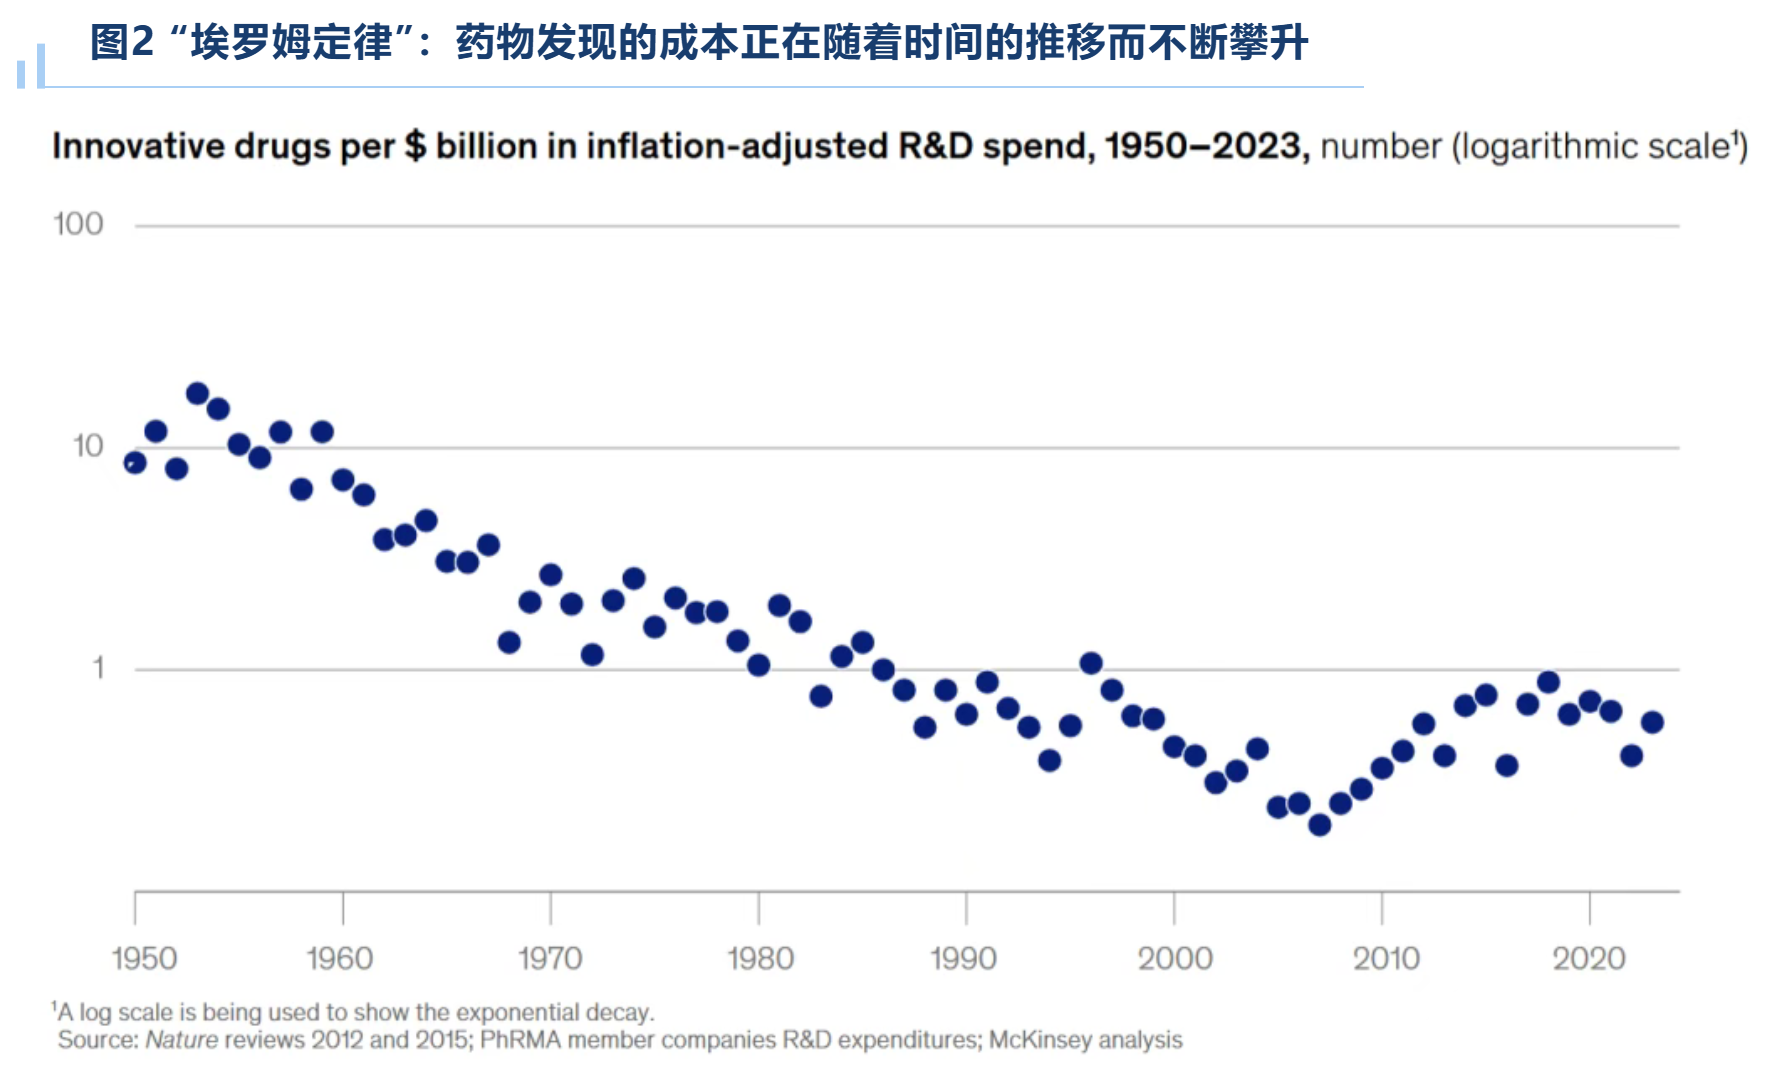 图2 “埃罗姆定律”：药物发现的成本正在随着时间的推移而不断攀升
Innovative drugs per $ billion in inflation-adjusted R&D spend, 1950–2023, number (logarithmic scale¹)
100
10
1
1950 1960 1970 1980 1990 2000 2010 2020
¹A log scale is being used to show the exponential decay.
Source: Nature reviews 2012 and 2015; PhRMA member companies R&D expenditures; McKinsey analysis